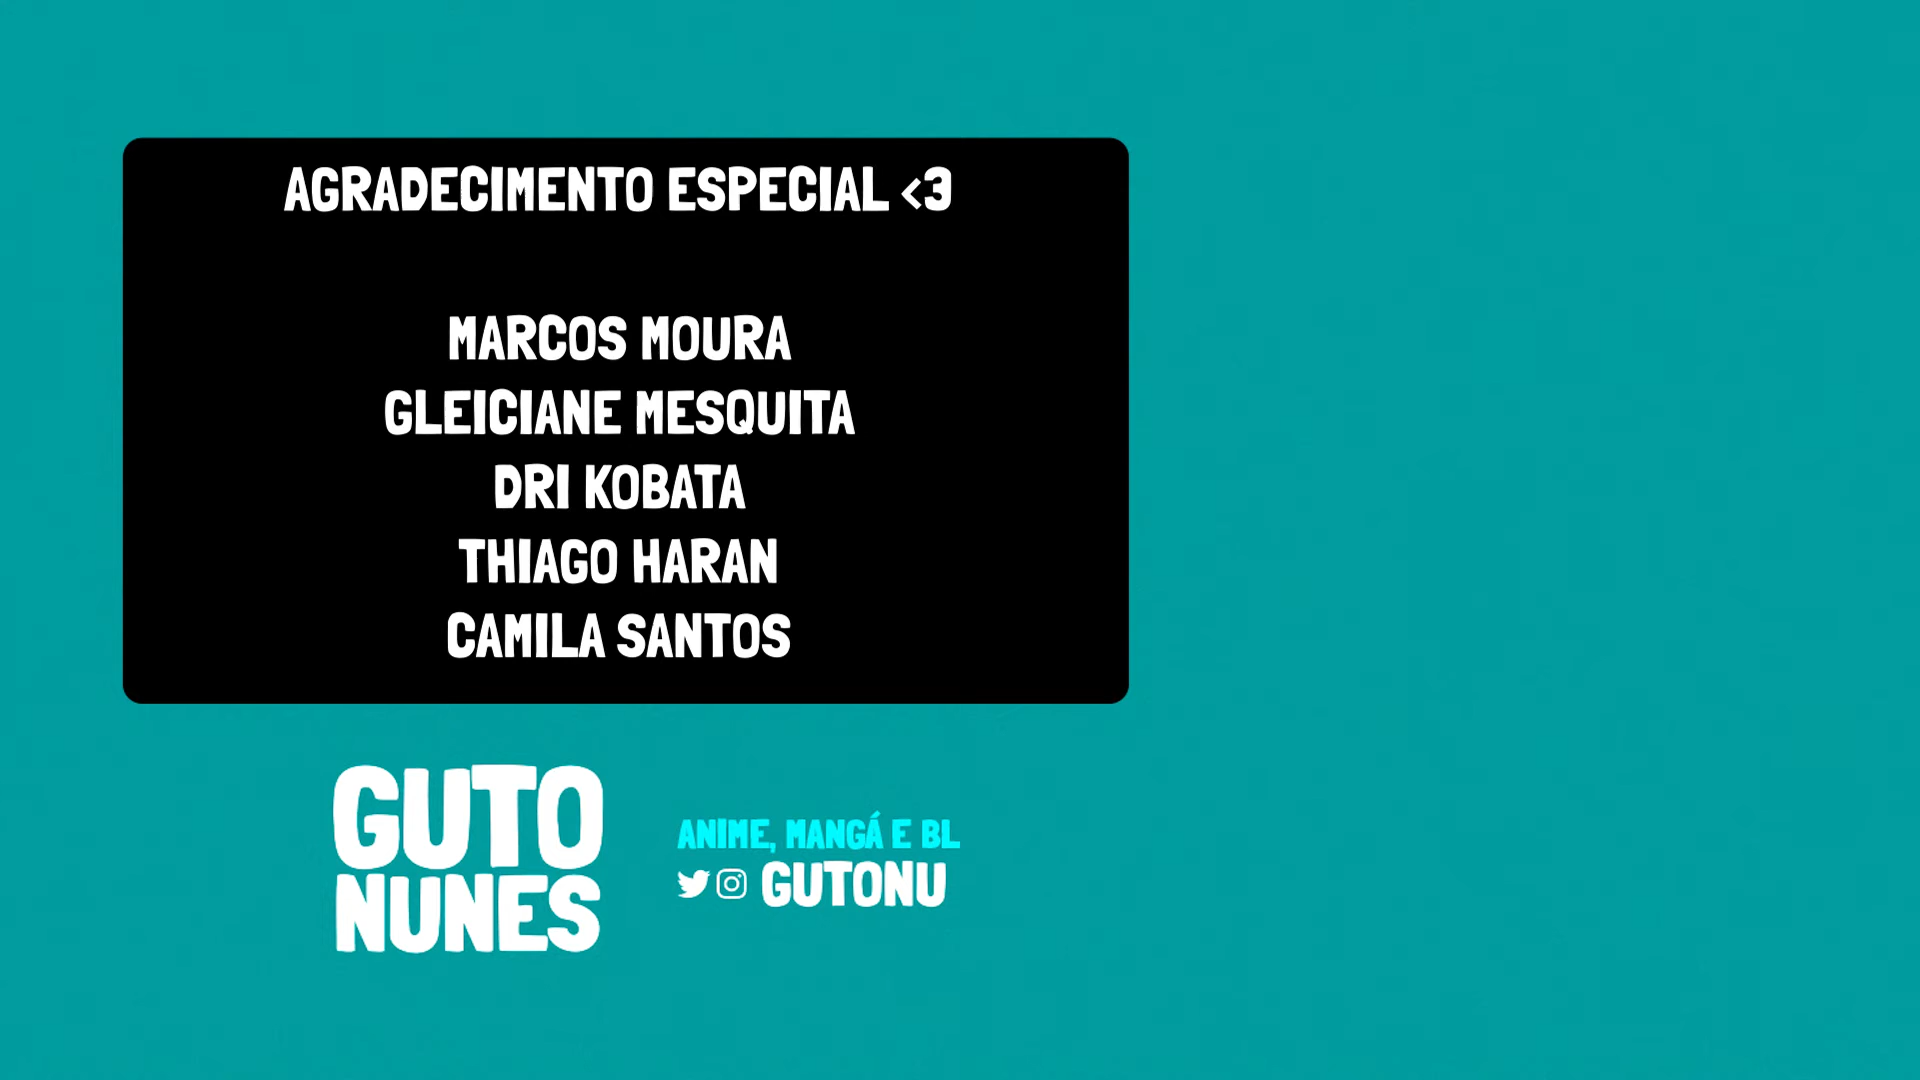 AGRADECIMENTO ESPECIAL <3
MARCOS MOURA
GLEICIANE MESQUITA
DRI KOBATA
THIAGO HARAN
CAMILA SANTOS
GUTO
NUNES
ANIME, MANGÁ E BL
GUTONU